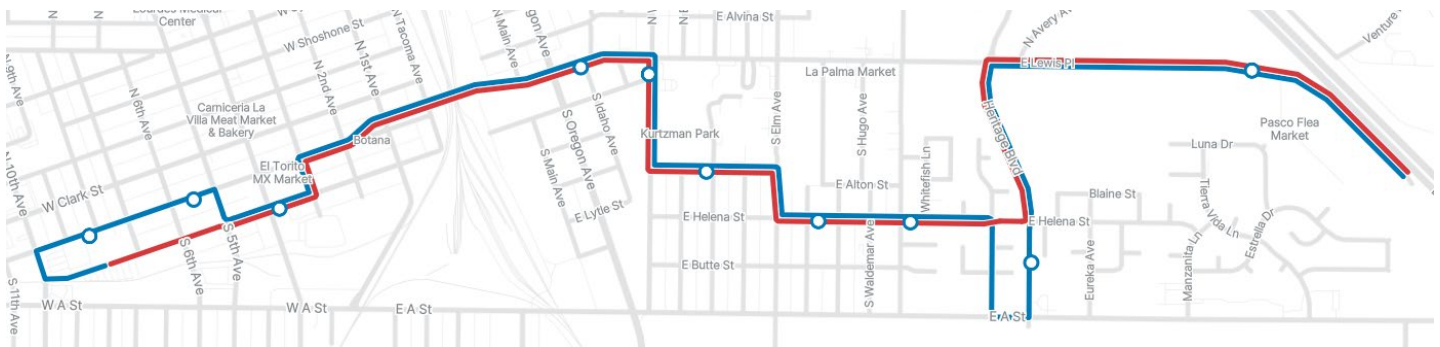 Lourdes Medical
Center
W Shoshone St
N 9th Ave
N 6th Ave
N 1st Ave
N 2nd Ave
N Tacoma Ave
N Main Ave
E Alvina St
N Avery Av
Venture
Carniceria La
Villa Meat Market
& Bakery
La Palma Market
E Lewis Pl
Botana
El Torito
MX Market
S Idaho Ave
S Oregon Ave
S Main Ave
Kurtzman Park
S Elm Ave
S Hugo Ave
Heritage Blvd
Pasco Flea
Market
Luna Dr
N 10th Ave
W Clark St
E Alton St
Whitefish Ln
Blaine St
Tierra Vida Ln
Estrella Dr
E Lytle St
E Helena St
E Helena St
S 5th Ave
S 6th Ave
S 11th Ave
E Butte St
S Waldemar Ave
Eureka Ave
Manzanita Ln
W A St
W A St
E A St
E A St